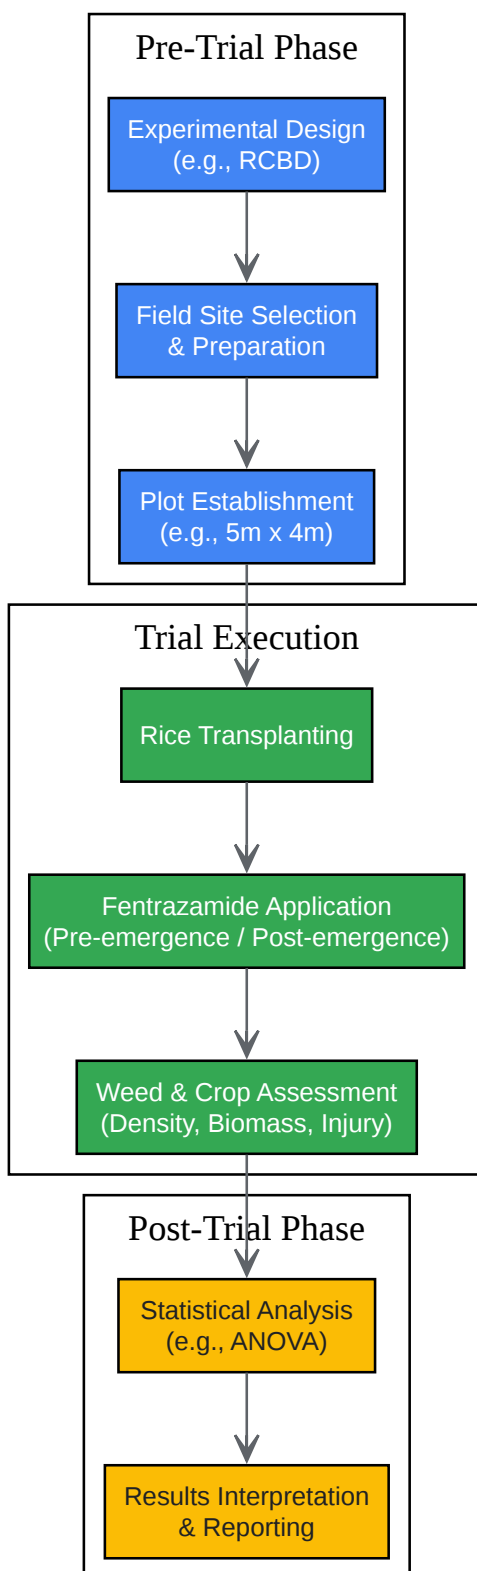 Pre-Trial Phase
Experimental Design
(e.g., RCBD)
Field Site Selection
& Preparation
Plot Establishment
(e.g., 5m x 4m)
Trial Execution
Rice Transplanting
Fentrazamide Application
(Pre-emergence / Post-emergence)
Weed & Crop Assessment
(Density, Biomass, Injury)
Post-Trial Phase
Statistical Analysis
(e.g., ANOVA)
Results Interpretation
& Reporting